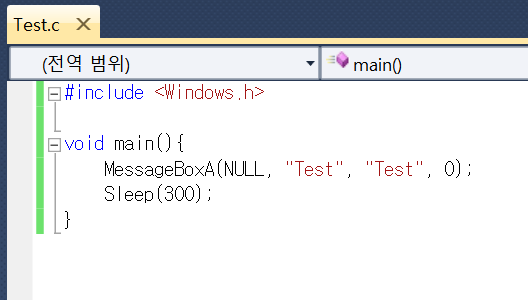 Test.c
(전역 범위)
main()
#include <Windows.h>
void main(){
MessageBoxA(NULL, "Test", "Test", 0);
Sleep(300);
}